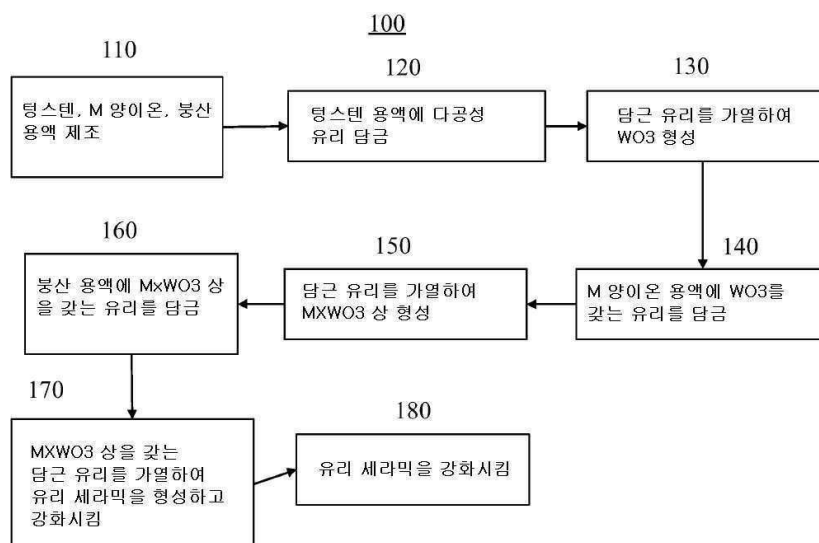 100
110
텅스텐, M 양이온, 붕산
용액 제조
120
텅스텐 용액에 다공성
유리 담금
130
담근 유리를 가열하여
WO3 형성
140
M 양이온 용액에 WO3를
갖는 유리를 담금
150
담근 유리를 가열하여
MXWO3 상 형성
160
붕산 용액에 MxWO3 상
을 갖는 유리를 담금
170
MXWO3 상을 갖는
담근 유리를 가열하여
유리 세라믹을 형성하고
강화시킴
180
유리 세라믹을 강화시킴